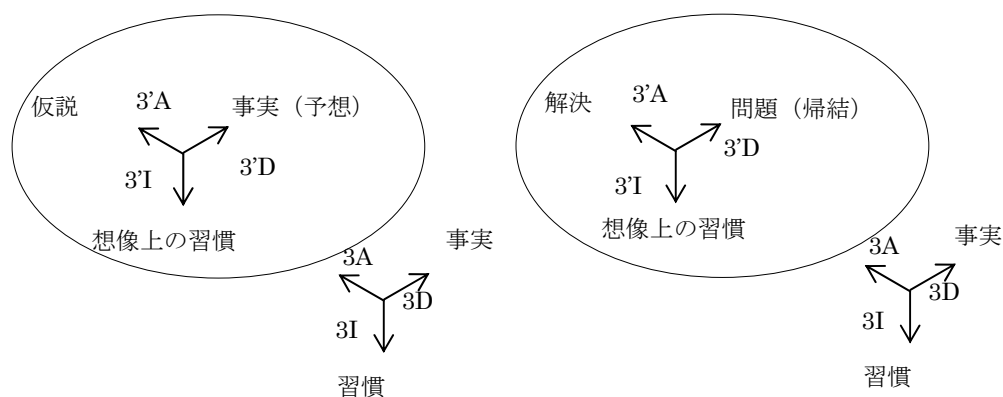 仮説
3'A
事実（予想）
3'I
3'D
想像上の習慣
3A
事実
3D
3I
習慣
解決
3'A
問題（帰結）
3'D
3'I
想像上の習慣
3A
事実
3D
3I
習慣